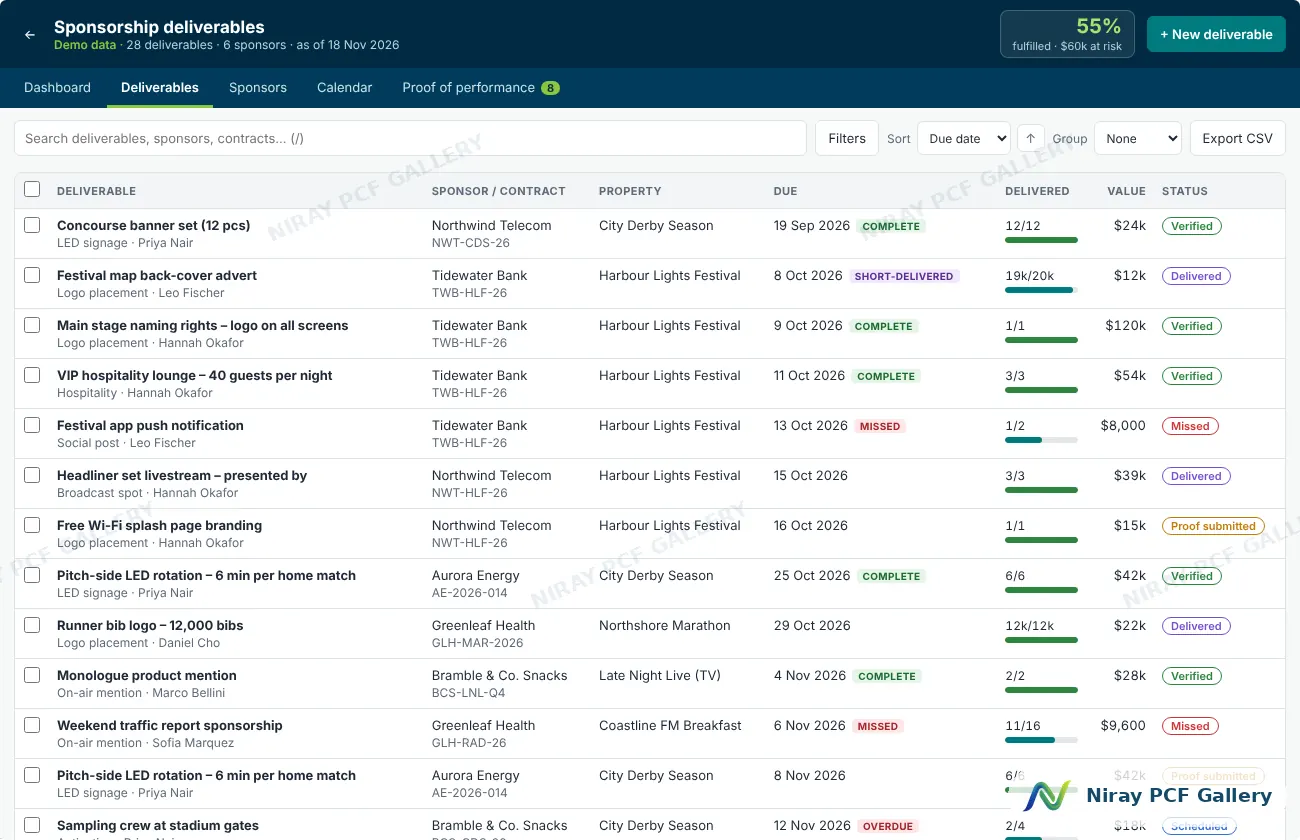 ←
Sponsorship deliverables
Demo data · 28 deliverables · 6 sponsors · as of 18 Nov 2026
55%
fulfilled · $60k at risk
+ New deliverable
Dashboard Deliverables Sponsors Calendar Proof of performance 8
Search deliverables, sponsors, contracts... (/) Filters Sort Due date ↑ Group None Export CSV
DELIVERABLE SPONSOR / CONTRACT PROPERTY DUE DELIVERED VALUE STATUS
Concourse banner set (12 pcs) Northwind Telecom City Derby Season 19 Sep 2026 COMPLETE 12/12 $24k Verified
LED signage · Priya Nair NWT-CDS-26
Festival map back-cover advert Tidewater Bank Harbour Lights Festival 8 Oct 2026 SHORT-DELIVERED 19k/20k $12k Delivered
Logo placement · Leo Fischer TWB-HLF-26
Main stage naming rights – logo on all screens Tidewater Bank Harbour Lights Festival 9 Oct 2026 COMPLETE 1/1 $120k Verified
Logo placement · Hannah Okafor TWB-HLF-26
VIP hospitality lounge – 40 guests per night Tidewater Bank Harbour Lights Festival 11 Oct 2026 COMPLETE 3/3 $54k Verified
Hospitality · Hannah Okafor TWB-HLF-26
Festival app push notification Tidewater Bank Harbour Lights Festival 13 Oct 2026 MISSED 1/2 $8,000 Missed
Social post · Leo Fischer TWB-HLF-26
Headliner set livestream – presented by Northwind Telecom Harbour Lights Festival 15 Oct 2026 3/3 $39k Delivered
Broadcast spot · Hannah Okafor NWT-HLF-26
Free Wi-Fi splash page branding Northwind Telecom Harbour Lights Festival 16 Oct 2026 1/1 $15k Proof submitted
Logo placement · Hannah Okafor NWT-HLF-26
Pitch-side LED rotation – 6 min per home match Aurora Energy City Derby Season 25 Oct 2026 COMPLETE 6/6 $42k Verified
LED signage · Priya Nair AE-2026-014
Runner bib logo – 12,000 bibs Greenleaf Health Northshore Marathon 29 Oct 2026 12k/12k $22k Delivered
Logo placement · Daniel Cho GLH-MAR-2026
Monologue product mention Bramble & Co. Snacks Late Night Live (TV) 4 Nov 2026 COMPLETE 2/2 $28k Verified
On-air mention · Marco Bellini BCS-LNL-Q4
Weekend traffic report sponsorship Greenleaf Health Coastline FM Breakfast 6 Nov 2026 MISSED 11/16 $9,600 Missed
On-air mention · Sofia Marquez GLH-RAD-26
Pitch-side LED rotation – 6 min per home match Aurora Energy City Derby Season 8 Nov 2026 6/6 $42k Proof submitted
LED signage · Priya Nair AE-2026-014
Sampling crew at stadium gates Bramble & Co. Snacks City Derby Season 12 Nov 2026 OVERDUE 2/4 $18k Scheduled
NIRAY PCF GALLERY
NIRAY PCF GALLERY
NIRAY PCF GALLERY
Niray PCF Gallery